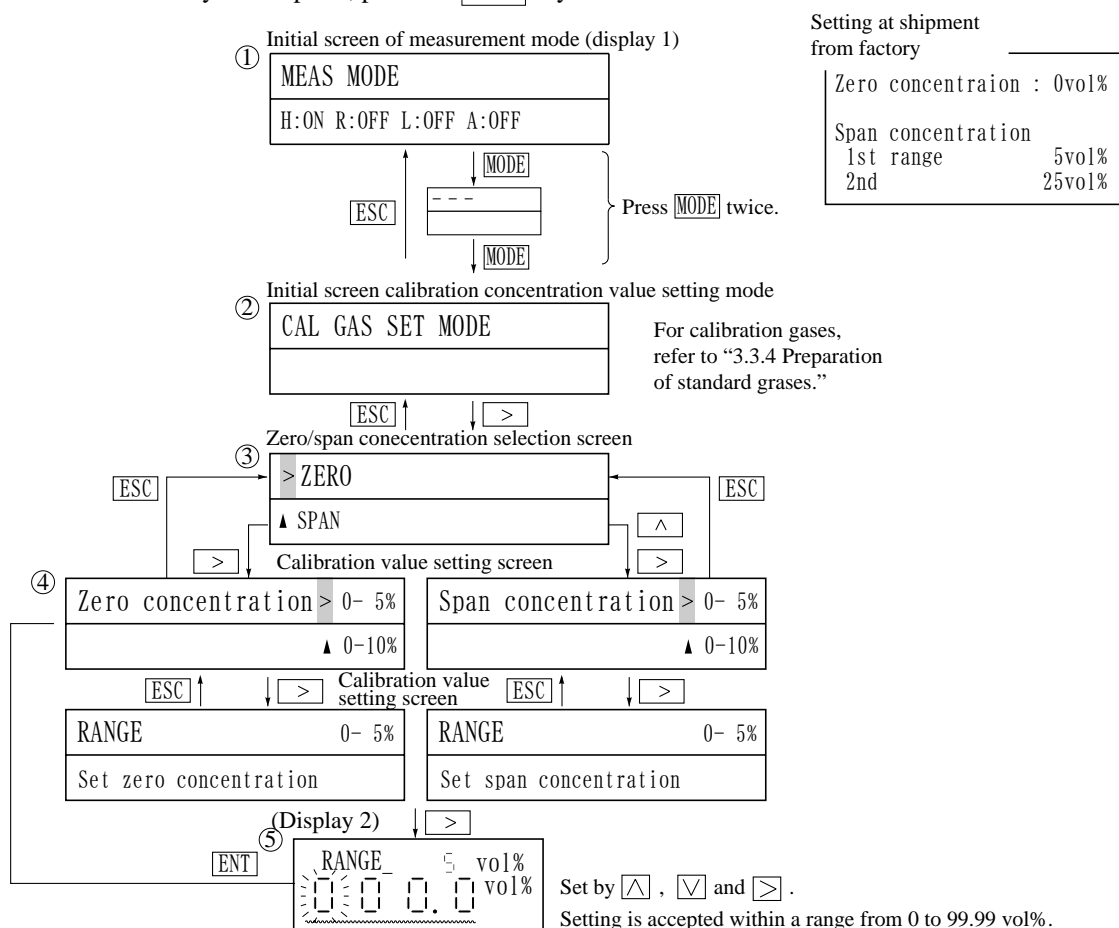 Setting at shipment
from factory
Zero concentraion : 0vol%
Span concentration
1st range 5vol%
2nd 25vol%
Initial screen of measurement mode (display 1)
①
MEAS MODE
H:ON R:OFF L:OFF A:OFF
MODE
---
ESC
Press MODE twice.
MODE
Initial screen calibration concentration value setting mode
②
CAL GAS SET MODE
For calibration gases,
refer to “3.3.4 Preparation
of standard grases.”
ESC >
Zero/span conecentration selection screen
③
> ZERO
▲ SPAN
ESC
ESC
∧
>
>
Calibration value setting screen
④
Zero concentration > 0- 5%
▲ 0-10%
Span concentration > 0- 5%
▲ 0-10%
ESC >
Calibration value
setting screen
ESC >
RANGE 0- 5%
Set zero concentration
RANGE 0- 5%
Set span concentration
(Display 2)
>
⑤
ENT
RANGE_ 5 vol%
000.0 vol%
Set by ∧ , ∨ and > .
Setting is accepted within a range from 0 to 99.99 vol%.